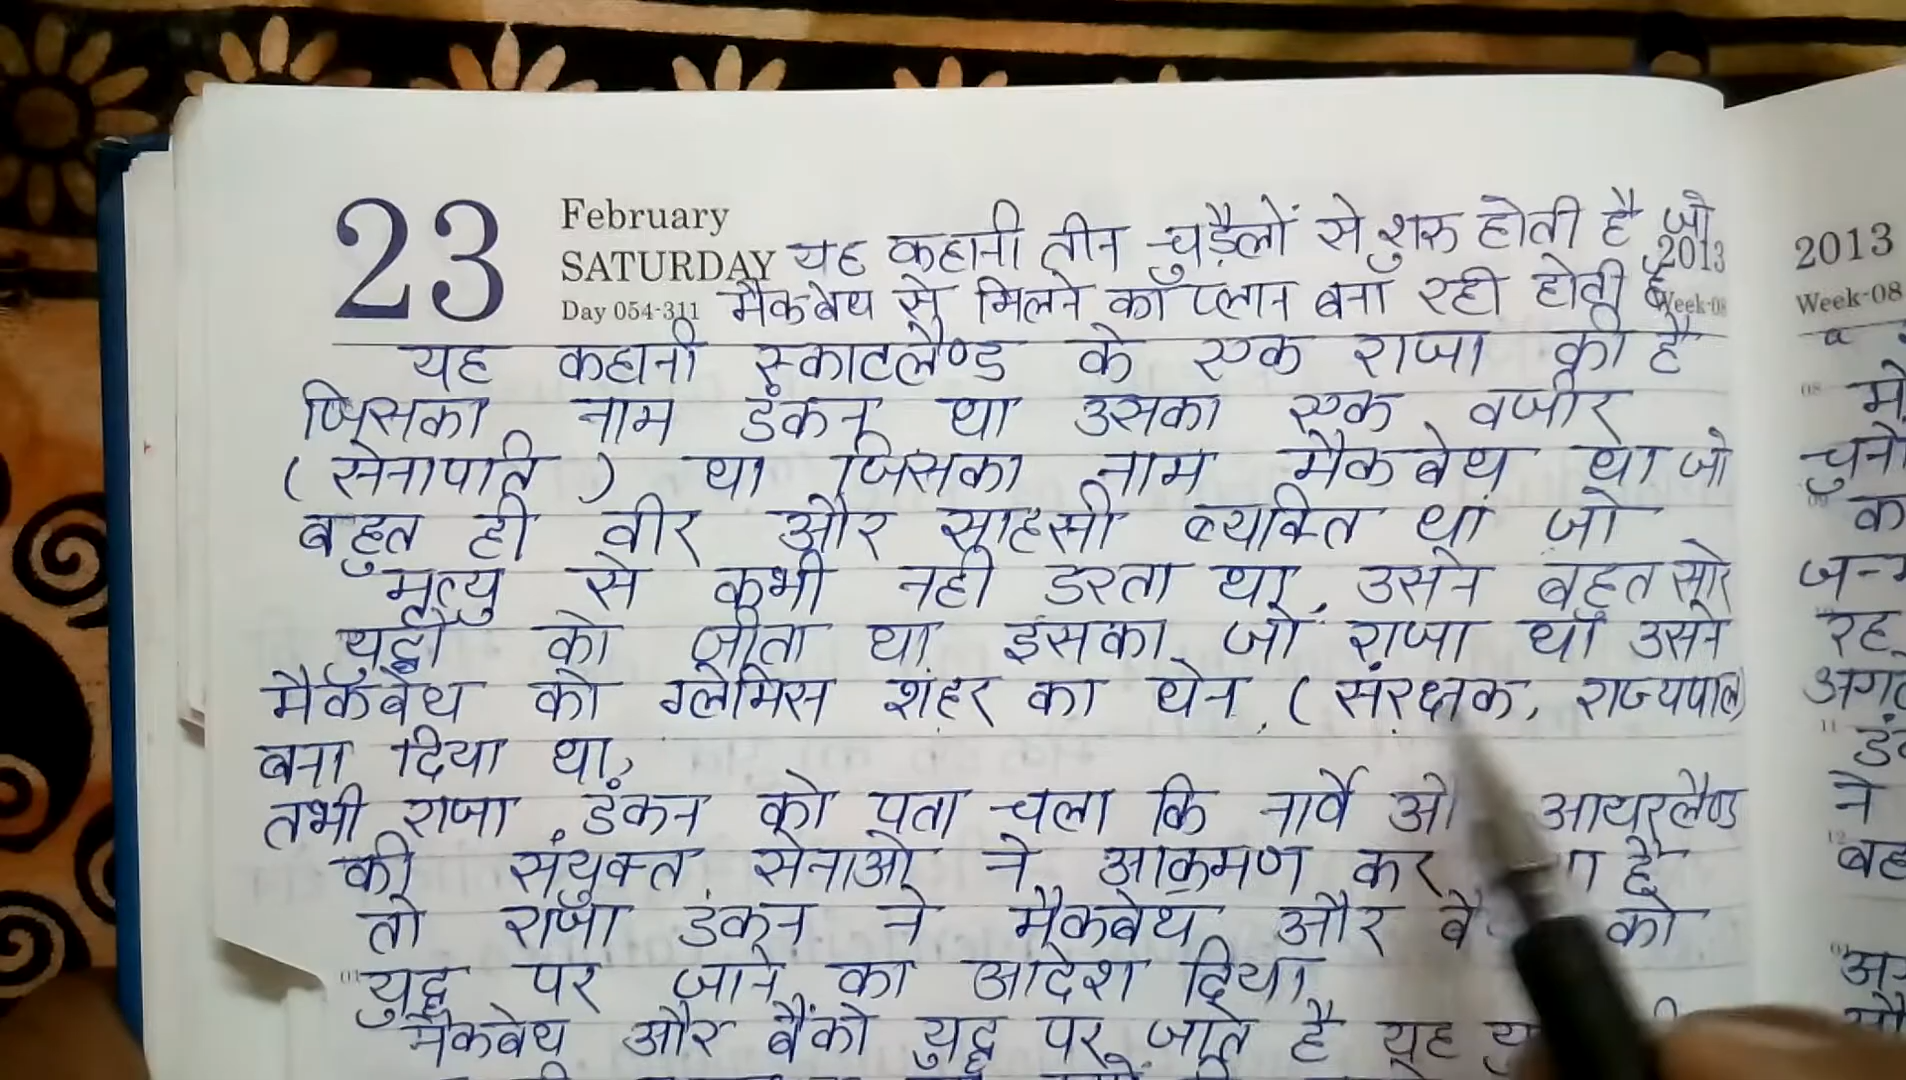 23
February
SATURDAY
Day 054-311
2013
Week-08
यह कहानी तीन चुड़ैलों से शुरु होती है जो
मैकबेथ से मिलने का प्लान बना रही होती है
यह कहानी स्काटलैण्ड के एक राजा की है
जिसका नाम डंकन था उसका एक वजीर
(सेनापति) था जिसका नाम मैकबेथ था जो
बहुत ही वीर और साहसी व्यक्ति था जो
मृत्यु से कभी नही डरता था, उसने बहुत सारे
युद्धों को जीता था इसका जो राजा था उसने
मैकबेथ को ग्लेमिस शहर का थेन, (संरक्षक, राज्यपाल)
बना दिया था,
तभी राजा डंकन को पता चला कि नार्वे आयरलैण्ड
की संयुक्त सेनाओ ने आक्रमण कर है
तो राजा डंकन ने मैकबेथ और को
युद्ध पर जाने का आदेश दिया
मैकबेथ और बैंको युद्ध पर जाते है यह
2013
Week-08